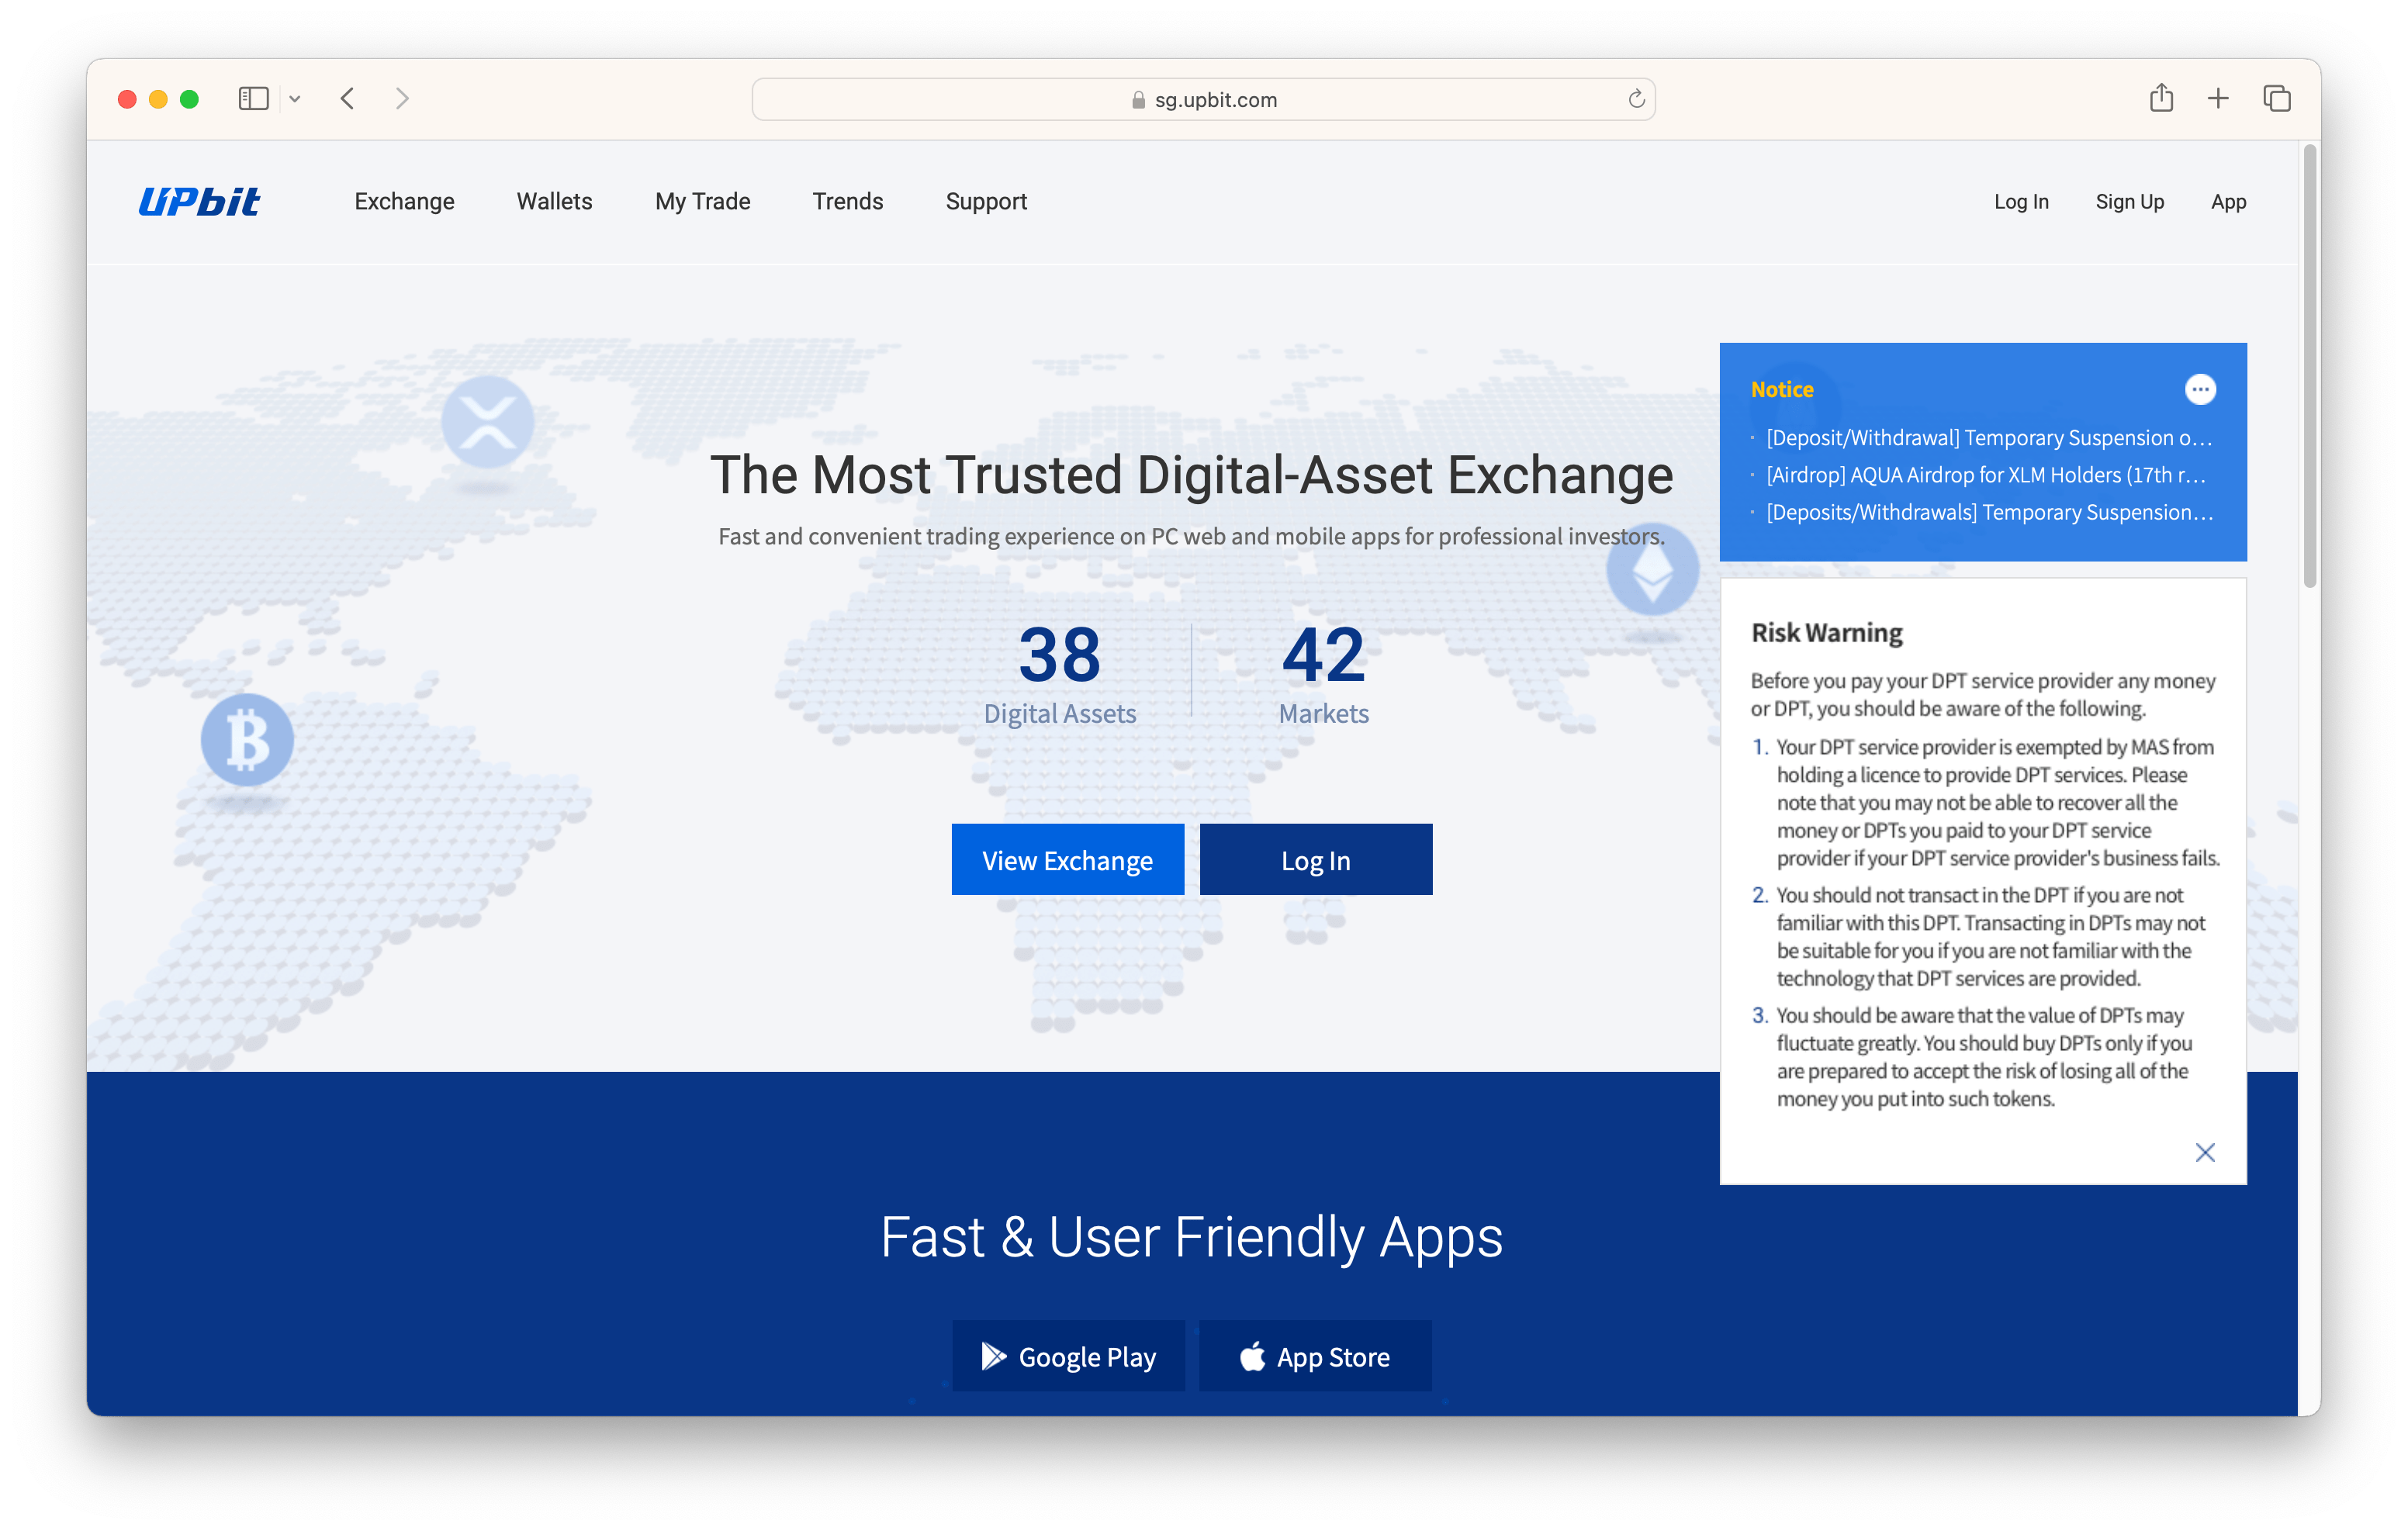 sg.upbit.com
UPbit
Exchange
Wallets
My Trade
Trends
Support
Log In
Sign Up
App
The Most Trusted Digital-Asset Exchange
Fast and convenient trading experience on PC web and mobile apps for professional investors.
38
Digital Assets
42
Markets
View Exchange
Log In
Notice
[Deposit/Withdrawal] Temporary Suspension o...
[Airdrop] AQUA Airdrop for XLM Holders (17th r...
[Deposits/Withdrawals] Temporary Suspension...
Risk Warning
Before you pay your DPT service provider any money
or DPT, you should be aware of the following.
1. Your DPT service provider is exempted by MAS from
holding a licence to provide DPT services. Please
note that you may not be able to recover all the
money or DPTs you paid to your DPT service
provider if your DPT service provider's business fails.
2. You should not transact in the DPT if you are not
familiar with this DPT. Transacting in DPTs may not
be suitable for you if you are not familiar with the
technology that DPT services are provided.
3. You should be aware that the value of DPTs may
fluctuate greatly. You should buy DPTs only if you
are prepared to accept the risk of losing all of the
money you put into such tokens.
Fast & User Friendly Apps
Google Play
App Store